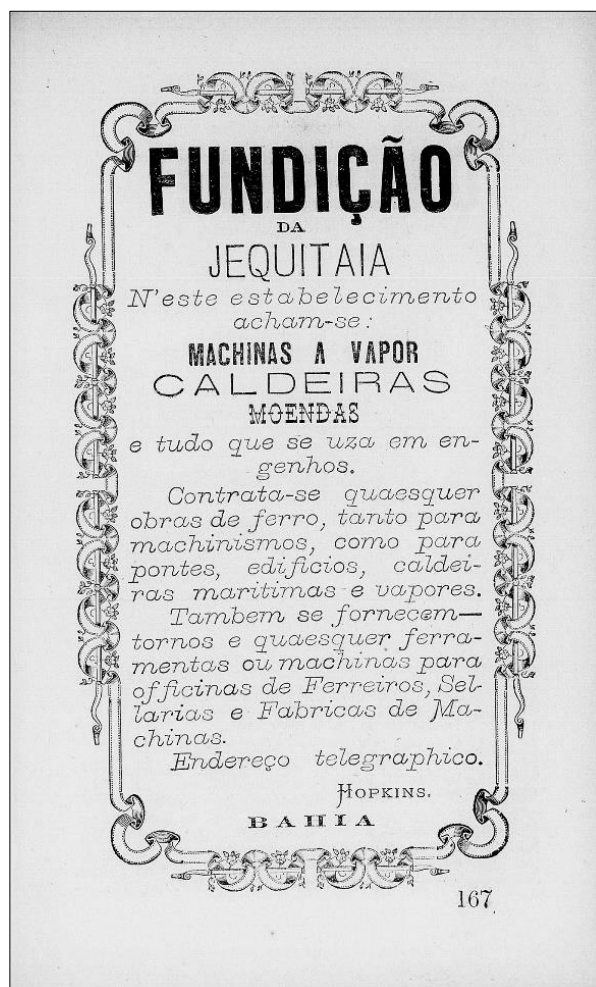 FUNDIÇÃO
DA
JEQUITAIA
N'este estabelecimento
acham-se:
MACHINAS A VAPOR
CALDEIRAS
MOENDAS
e tudo que se uza em en-
genhos.
Contrata-se quaesquer
obras de ferro, tanto para
machinismos, como para
pontes, edificios, caldei-
ras maritimas e vapores.
Tambem se fornecem—
tornos e quaesquer ferra-
mentas ou machinas para
officinas de Ferreiros, Sel-
larias e Fabricas de Ma-
chinas.
Endereço telegraphico.
HOPKINS.
BAHIA
167